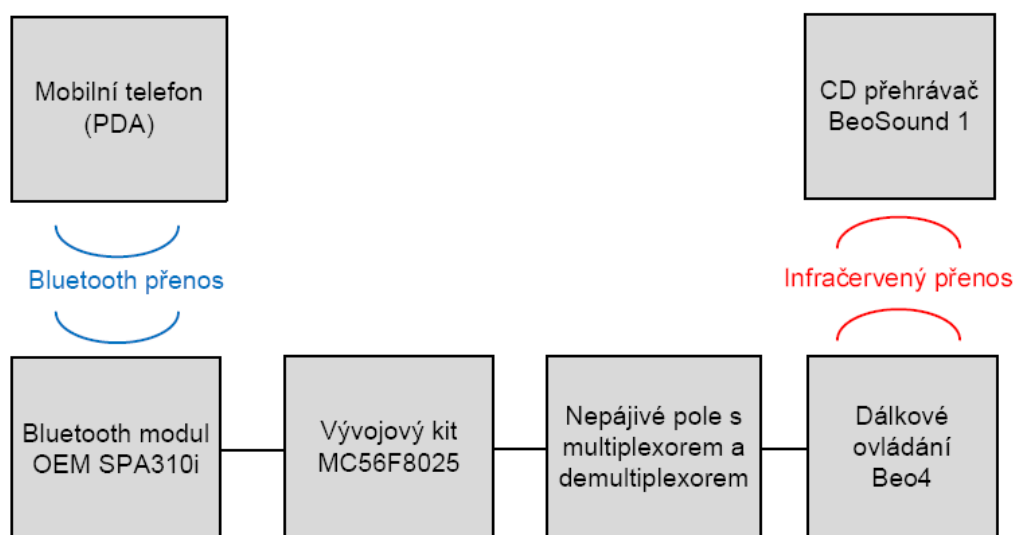 Mobilní telefon
(PDA)
CD přehrávač
BeoSound 1
Bluetooth přenos
Infračervený přenos
Bluetooth modul
OEM SPA310i
Vývojový kit
MC56F8025
Nepájivé pole s
multiplexorem a
demultiplexorem
Dálkové
ovládání
Beo4